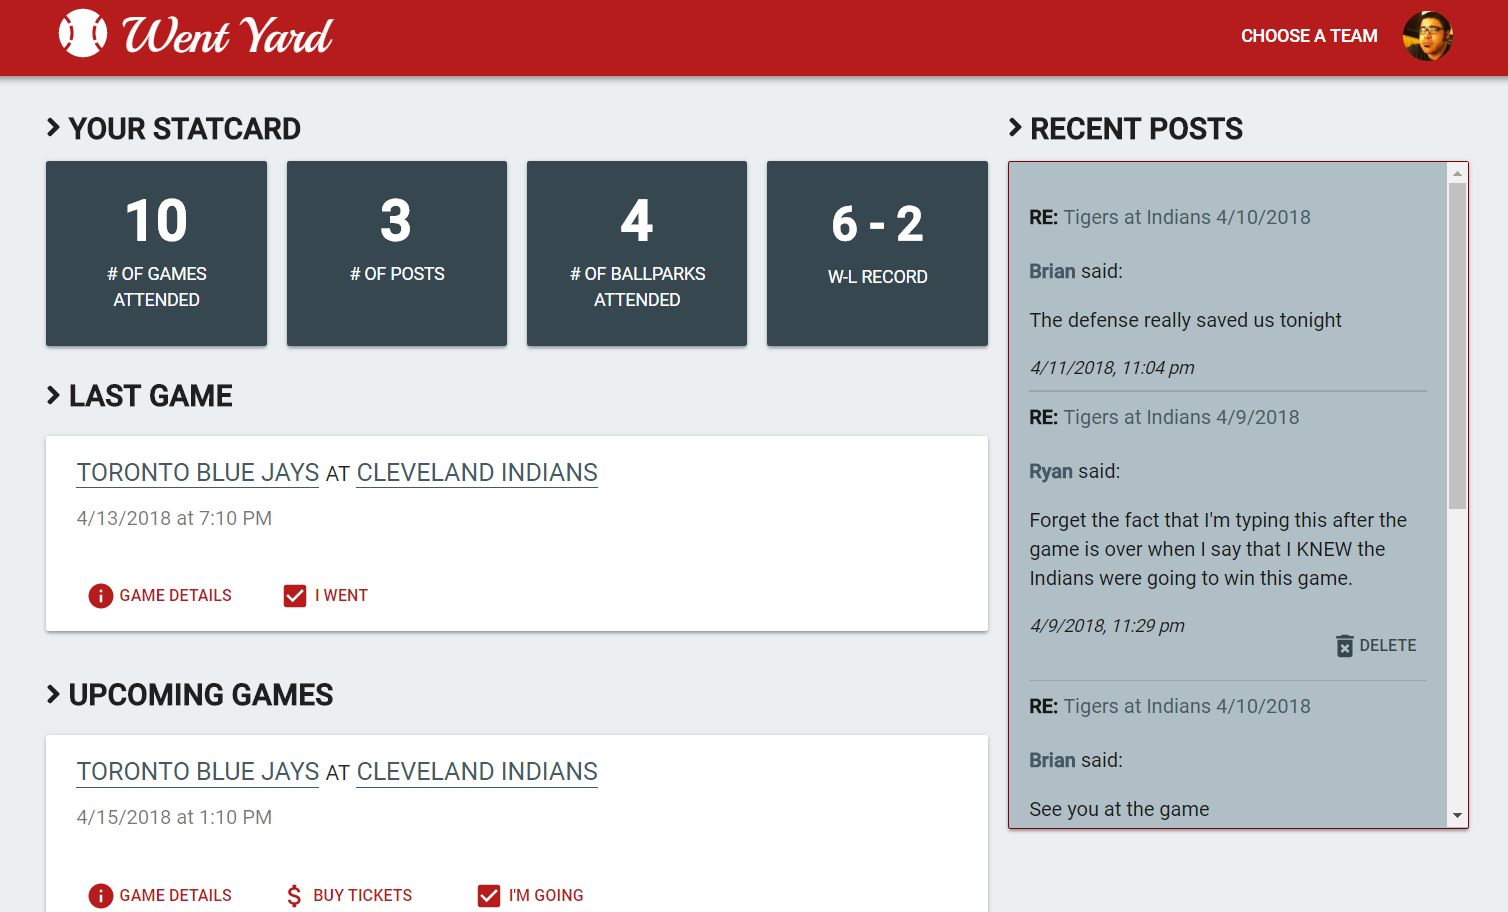 Went Yard
CHOOSE A TEAM
YOUR STATCARD
10
# OF GAMES
ATTENDED
3
# OF POSTS
4
# OF BALLPARKS
ATTENDED
6 - 2
W-L RECORD
LAST GAME
TORONTO BLUE JAYS AT CLEVELAND INDIANS
4/13/2018 at 7:10 PM
GAME DETAILS
I WENT
UPCOMING GAMES
TORONTO BLUE JAYS AT CLEVELAND INDIANS
4/15/2018 at 1:10 PM
GAME DETAILS
BUY TICKETS
I'M GOING
RECENT POSTS
RE: Tigers at Indians 4/10/2018
Brian said:
The defense really saved us tonight
4/11/2018, 11:04 pm
RE: Tigers at Indians 4/9/2018
Ryan said:
Forget the fact that I'm typing this after the
game is over when I say that I KNEW the
Indians were going to win this game.
4/9/2018, 11:29 pm
DELETE
RE: Tigers at Indians 4/10/2018
Brian said:
See you at the game